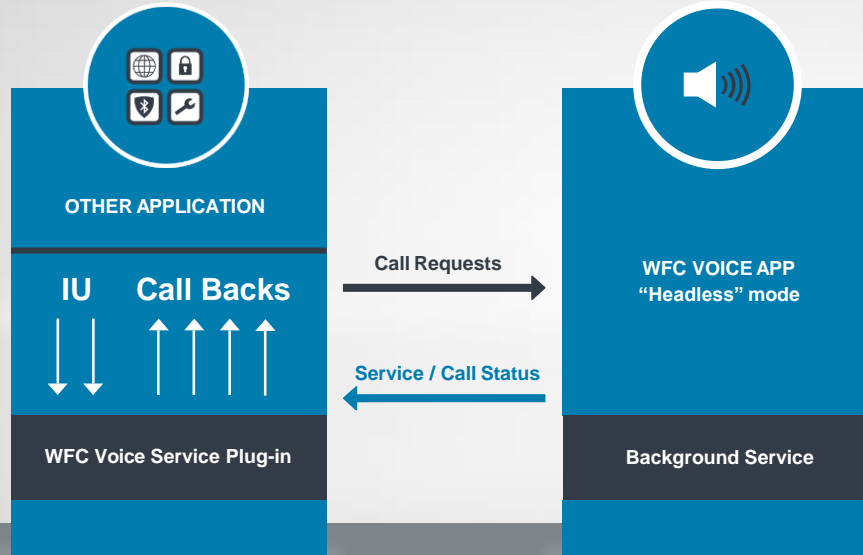 OTHER APPLICATION
IU
Call Backs
WFC Voice Service Plug-in
Call Requests
Service / Call Status
WFC VOICE APP
“Headless” mode
Background Service